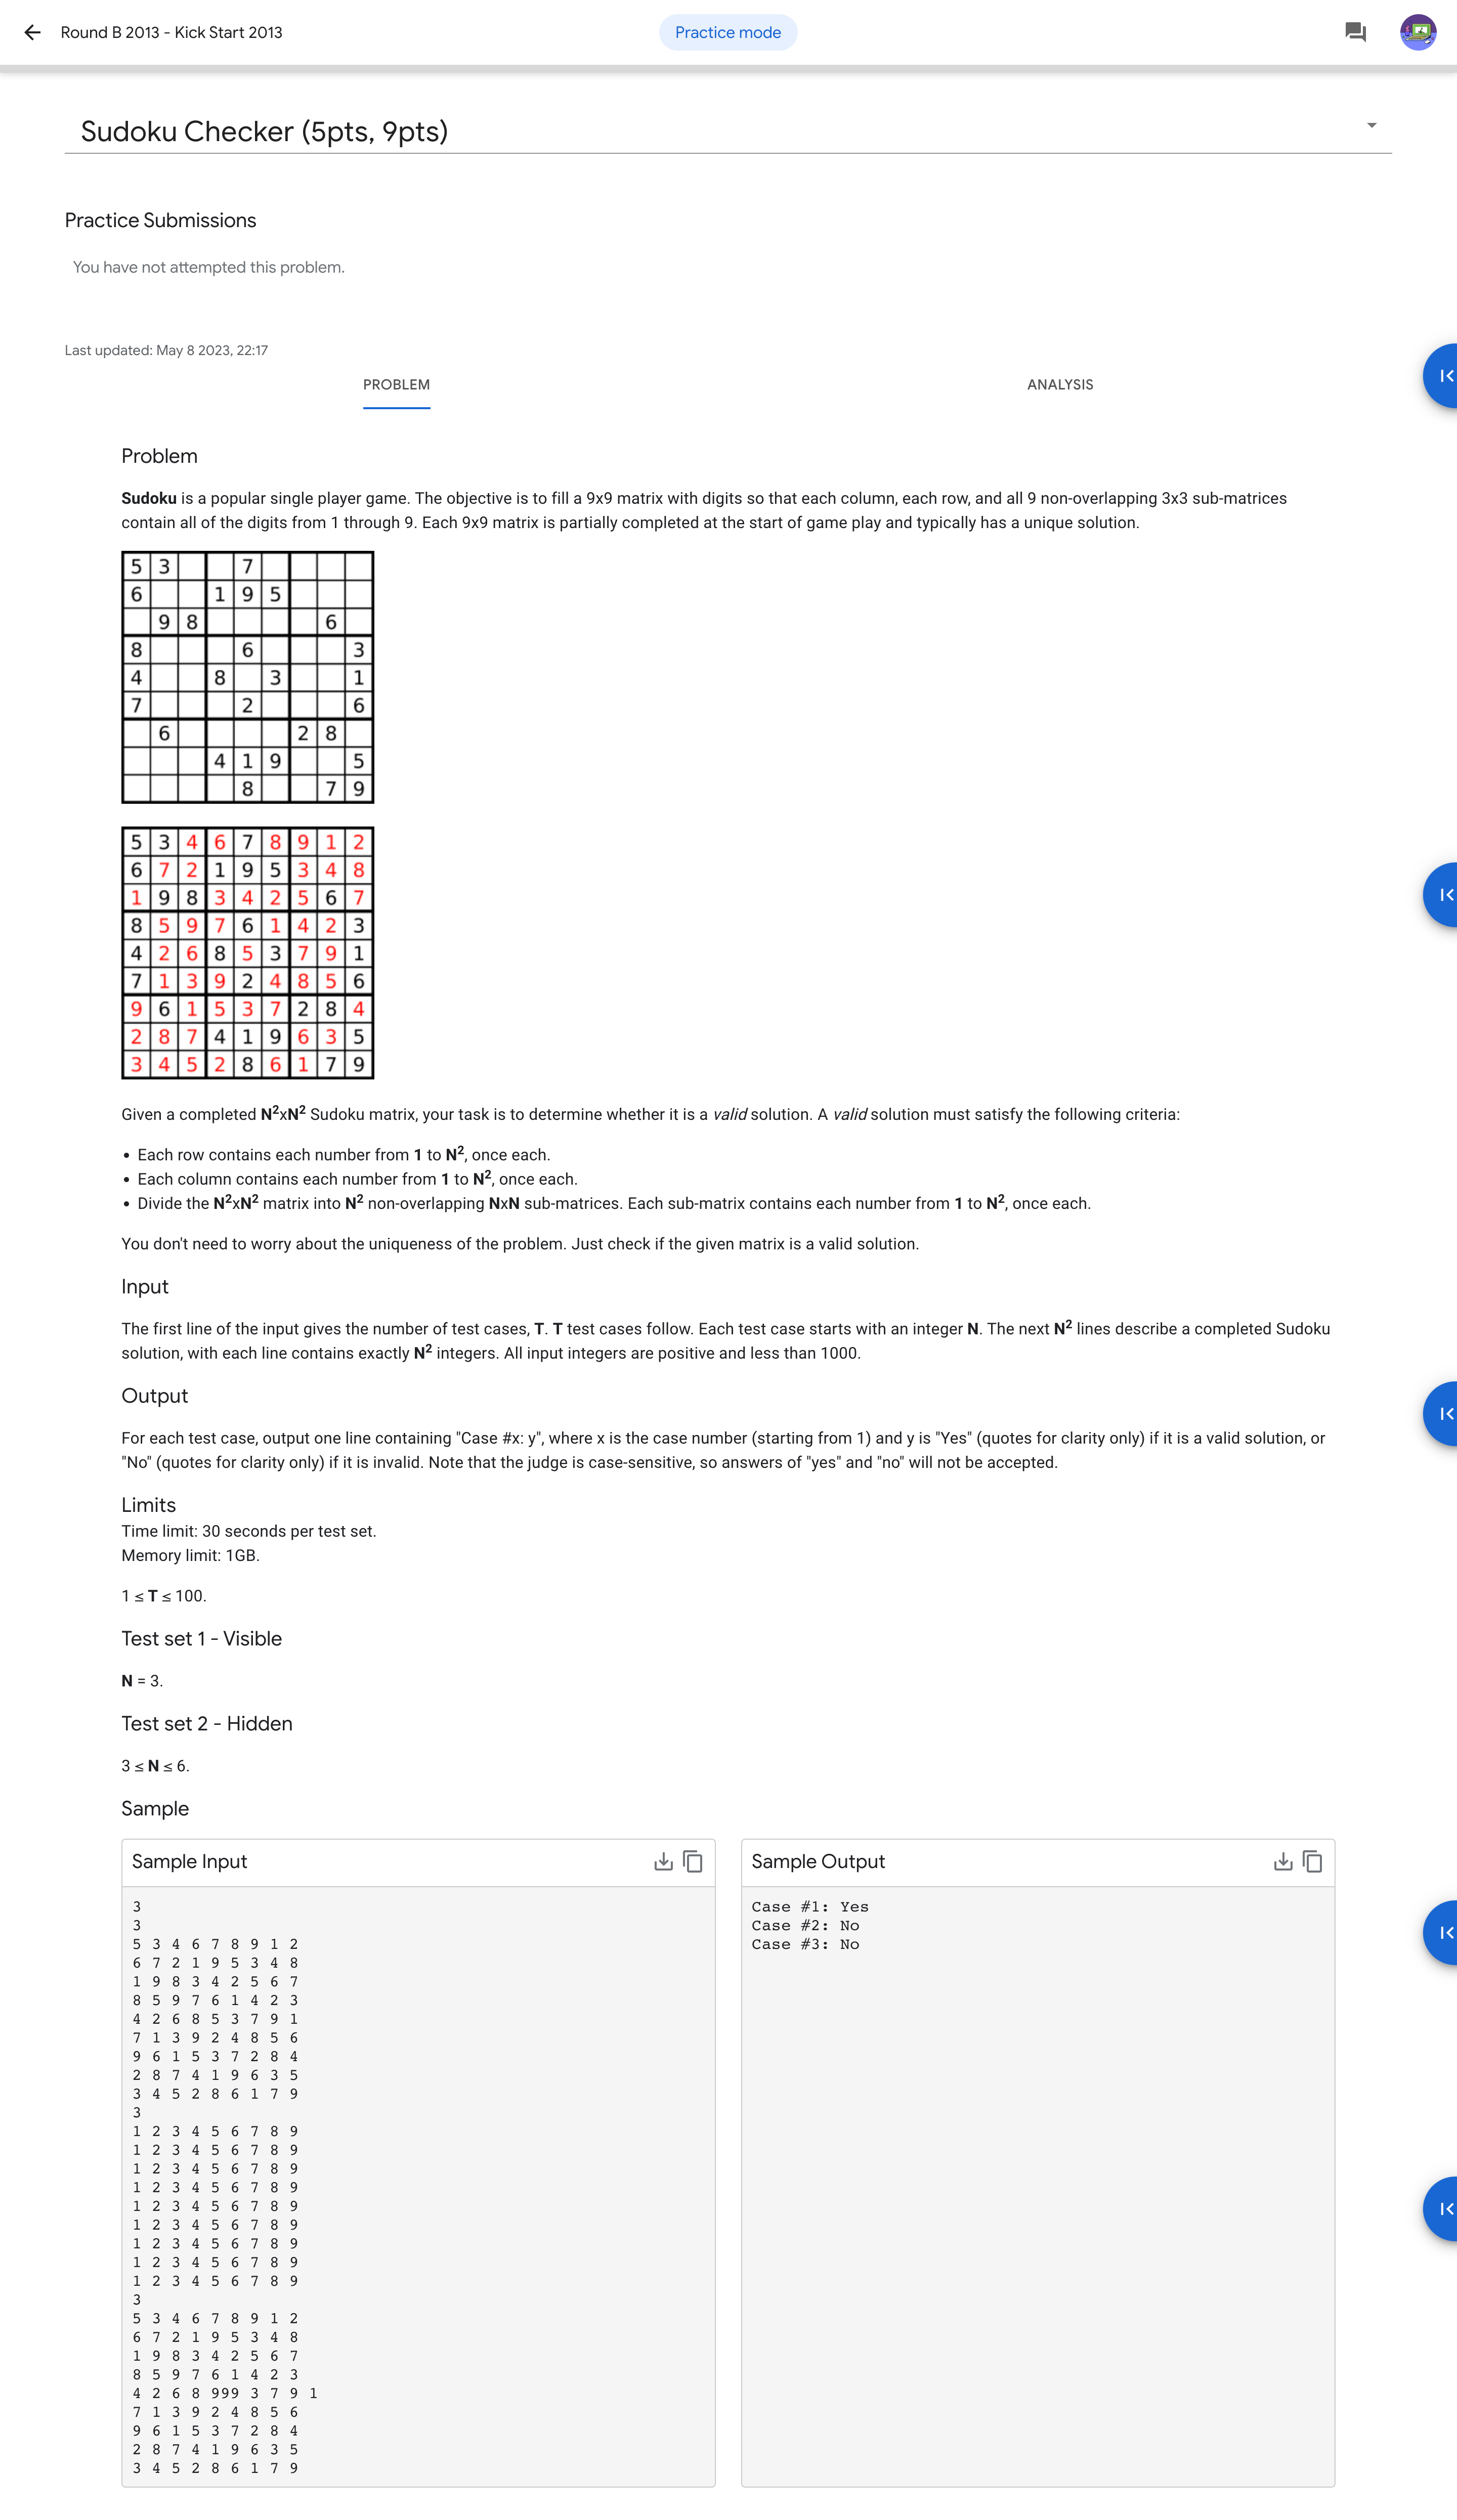 Round B 2013 - Kick Start 2013
Practice mode
Sudoku Checker (5pts, 9pts)
Practice Submissions
You have not attempted this problem.
Last updated: May 8 2023, 22:17
PROBLEM
ANALYSIS
Problem
Sudoku is a popular single player game. The objective is to fill a 9x9 matrix with digits so that each column, each row, and all 9 non-overlapping 3x3 sub-matrices
contain all of the digits from 1 through 9. Each 9x9 matrix is partially completed at the start of game play and typically has a unique solution.
5 3 7
6 1 9 5
9 8 6
8 6 3
4 8 3 1
7 2 6
6 2 8
4 1 9 5
8 7 9
5 3 4 6 7 8 9 1 2
6 7 2 1 9 5 3 4 8
1 9 8 3 4 2 5 6 7
8 5 9 7 6 1 4 2 3
4 2 6 8 5 3 7 9 1
7 1 3 9 2 4 8 5 6
9 6 1 5 3 7 2 8 4
2 8 7 4 1 9 6 3 5
3 4 5 2 8 6 1 7 9
Given a completed N²xN² Sudoku matrix, your task is to determine whether it is a valid solution. A valid solution must satisfy the following criteria:
• Each row contains each number from 1 to N², once each.
• Each column contains each number from 1 to N², once each.
• Divide the N²xN² matrix into N² non-overlapping NxN sub-matrices. Each sub-matrix contains each number from 1 to N², once each.
You don't need to worry about the uniqueness of the problem. Just check if the given matrix is a valid solution.
Input
The first line of the input gives the number of test cases, T. T test cases follow. Each test case starts with an integer N. The next N² lines describe a completed Sudoku
solution, with each line contains exactly N² integers. All input integers are positive and less than 1000.
Output
For each test case, output one line containing "Case #x: y", where x is the case number (starting from 1) and y is "Yes" (quotes for clarity only) if it is a valid solution, or
"No" (quotes for clarity only) if it is invalid. Note that the judge is case-sensitive, so answers of "yes" and "no" will not be accepted.
Limits
Time limit: 30 seconds per test set.
Memory limit: 1GB.
1 ≤ T ≤ 100.
Test set 1 - Visible
N = 3.
Test set 2 - Hidden
3 ≤ N ≤ 6.
Sample
Sample Input
3
3
5 3 4 6 7 8 9 1 2
6 7 2 1 9 5 3 4 8
1 9 8 3 4 2 5 6 7
8 5 9 7 6 1 4 2 3
4 2 6 8 5 3 7 9 1
7 1 3 9 2 4 8 5 6
9 6 1 5 3 7 2 8 4
2 8 7 4 1 9 6 3 5
3 4 5 2 8 6 1 7 9
3
1 2 3 4 5 6 7 8 9
1 2 3 4 5 6 7 8 9
1 2 3 4 5 6 7 8 9
1 2 3 4 5 6 7 8 9
1 2 3 4 5 6 7 8 9
1 2 3 4 5 6 7 8 9
1 2 3 4 5 6 7 8 9
1 2 3 4 5 6 7 8 9
1 2 3 4 5 6 7 8 9
3
5 3 4 6 7 8 9 1 2
6 7 2 1 9 5 3 4 8
1 9 8 3 4 2 5 6 7
8 5 9 7 6 1 4 2 3
4 2 6 8 999 3 7 9 1
7 1 3 9 2 4 8 5 6
9 6 1 5 3 7 2 8 4
2 8 7 4 1 9 6 3 5
3 4 5 2 8 6 1 7 9
Sample Output
Case #1: Yes
Case #2: No
Case #3: No